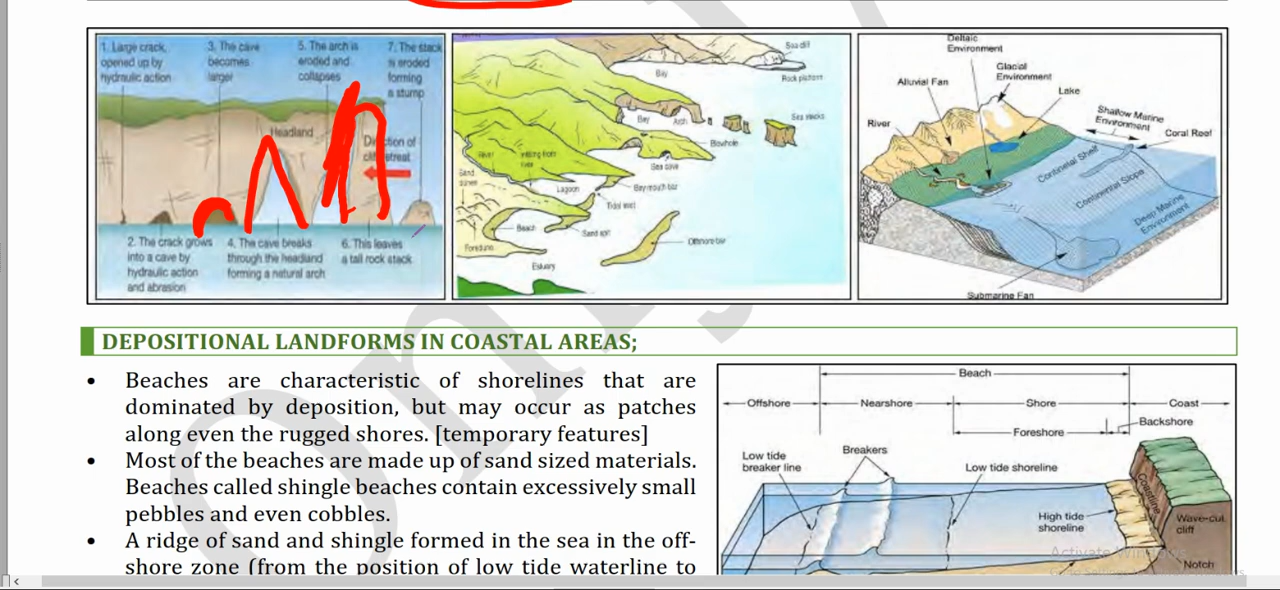 1. Large crack,
opened up by
hydraulic action
3. The cave
becomes
larger
5. The arch is
eroded and
collapses
7. The stack
is eroded
forming
a stump
Headland
Direction of
cliff retreat
2. The crack grows
into a cave by
hydraulic action
and abrasion
4. The cave breaks
through the headland
forming a natural arch
6. This leaves
a tall rock stack
Sea cliff
Bay
Rock pictures
Bay
Arch
Sea stacks
Blowhole
Sea cave
River
Sand
dunes
Lagoon
Bay mouth bar
Tidal inlet
Beach
Sand spit
Offshore bar
Foredune
Estuary
Deltaic
Environment
Glacial
Environment
Alluvial Fan
Lake
River
Shallow Marine
Environment
Coral Reef
Continetal Shelf
Continental Slope
Deep Marine
Environment
Submarine Fan
DEPOSITIONAL LANDFORMS IN COASTAL AREAS;
• Beaches are characteristic of shorelines that are
dominated by deposition, but may occur as patches
along even the rugged shores. [temporary features]
• Most of the beaches are made up of sand sized materials.
Beaches called shingle beaches contain excessively small
pebbles and even cobbles.
• A ridge of sand and shingle formed in the sea in the off-
shore zone (from the position of low tide waterline to
Beach
Offshore
Nearshore
Shore
Coast
Foreshore
Backshore
Low tide
breaker line
Breakers
Low tide shoreline
High tide
shoreline
Coastline
Wave-cut
cliff
Notch
Activate Windows
Only